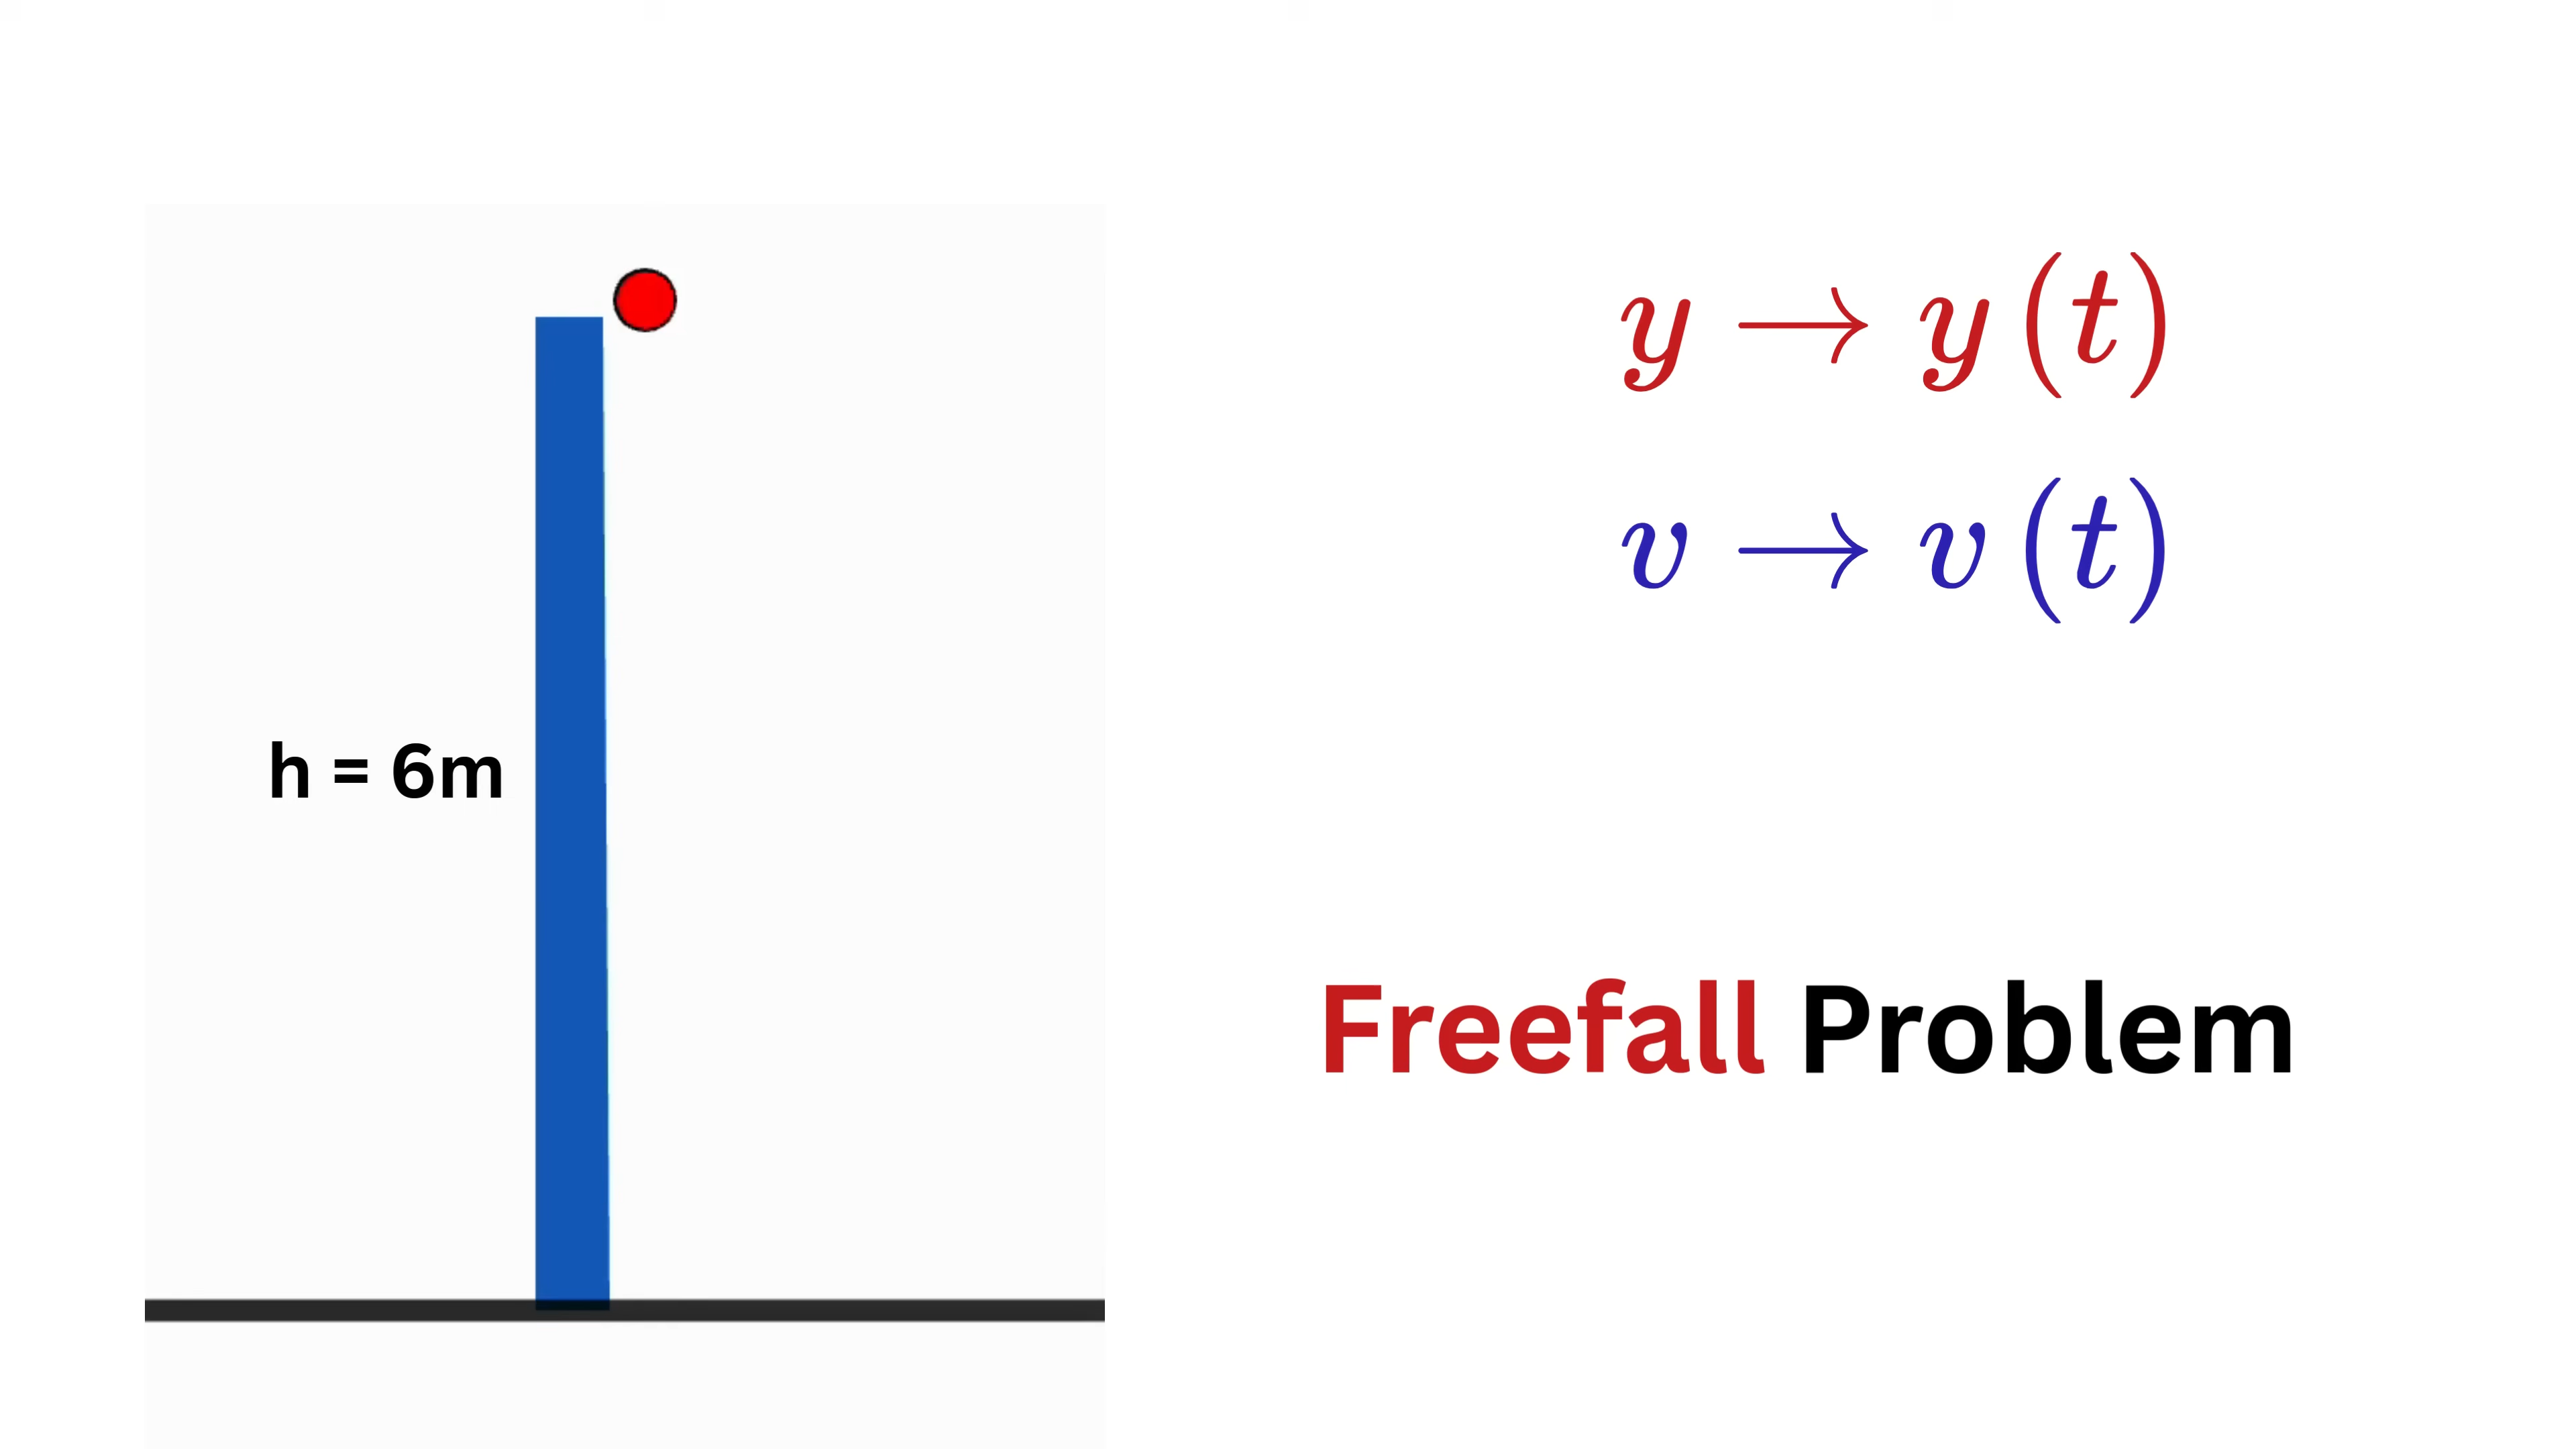 h = 6m
y → y (t)
v → v (t)
Freefall Problem